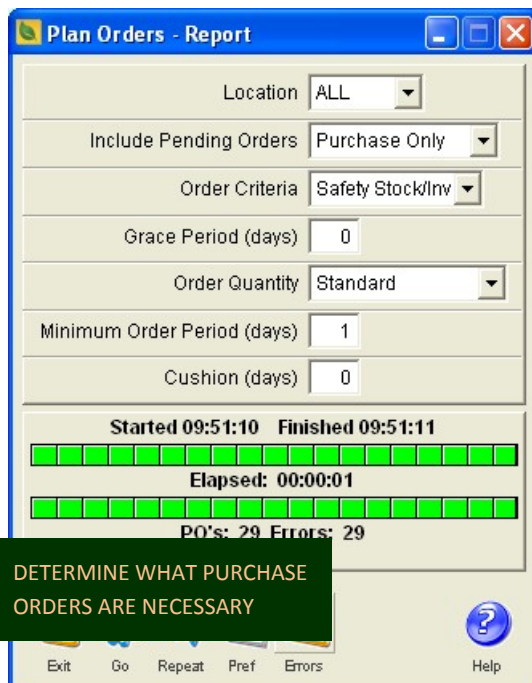 Plan Orders - Report
Location ALL
Include Pending Orders Purchase Only
Order Criteria Safety Stock/Inv
Grace Period (days) 0
Order Quantity Standard
Minimum Order Period (days) 1
Cushion (days) 0
Started 09:51:10 Finished 09:51:11
Elapsed: 00:00:01
PO's: 29 Errors: 29
DETERMINE WHAT PURCHASE
ORDERS ARE NECESSARY
Exit Go Repeat Pref Errors Help